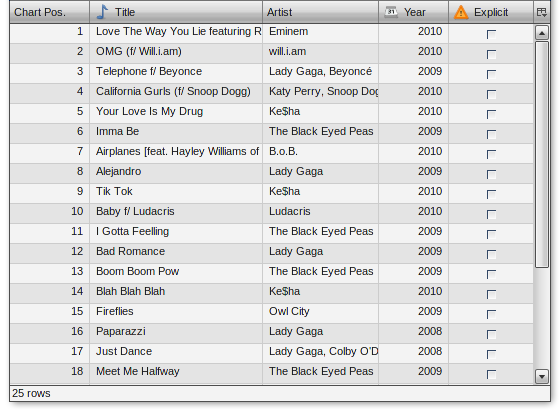 Chart Pos. Title Artist Year Explicit
1 Love The Way You Lie featuring R Eminem 2010
2 OMG (f/ Will.i.am) will.i.am 2010
3 Telephone f/ Beyonce Lady Gaga, Beyoncé 2009
4 California Gurls (f/ Snoop Dogg) Katy Perry, Snoop Dog 2010
5 Your Love Is My Drug Ke$ha 2010
6 Imma Be The Black Eyed Peas 2009
7 Airplanes [feat. Hayley Williams of B.o.B. 2010
8 Alejandro Lady Gaga 2009
9 Tik Tok Ke$ha 2010
10 Baby f/ Ludacris Ludacris 2010
11 I Gotta Feelling The Black Eyed Peas 2009
12 Bad Romance Lady Gaga 2009
13 Boom Boom Pow The Black Eyed Peas 2009
14 Blah Blah Blah Ke$ha 2010
15 Fireflies Owl City 2009
16 Paparazzi Lady Gaga 2008
17 Just Dance Lady Gaga, Colby O'D 2008
18 Meet Me Halfway The Black Eyed Peas 2009
25 rows